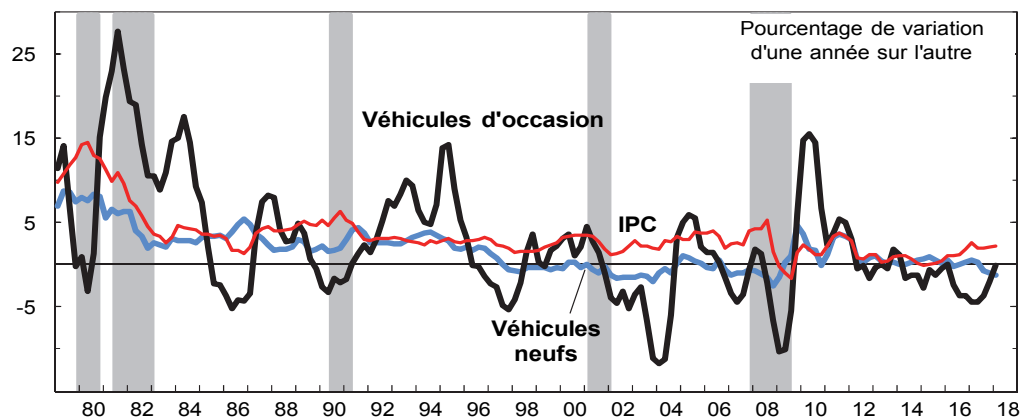 Pourcentage de variation
d'une année sur l'autre
25
15
5
-5
Véhicules d'occasion
IPC
Véhicules
neufs
80 82 84 86 88 90 92 94 96 98 00 02 04 06 08 10 12 14 16 18